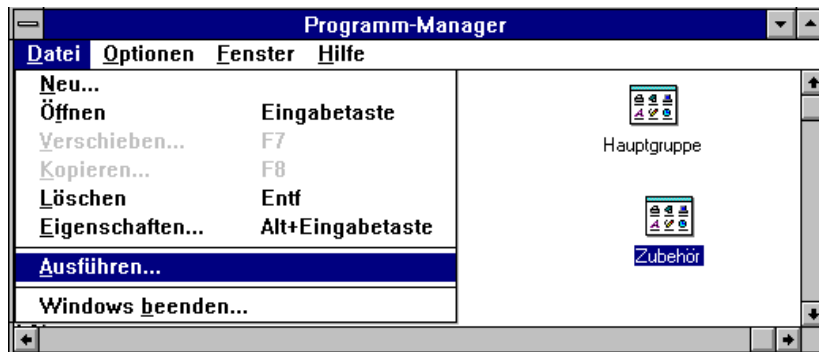 Programm-Manager
Datei Optionen Fenster Hilfe
Neu...
Öffnen Eingabetaste
Verschieben... F7
Kopieren... F8
Löschen Entf
Eigenschaften... Alt+Eingabetaste
Ausführen...
Windows beenden...
Hauptgruppe
Zubehör